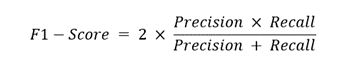 F1 − Score = 2 × Precision × Recall / Precision + Recall